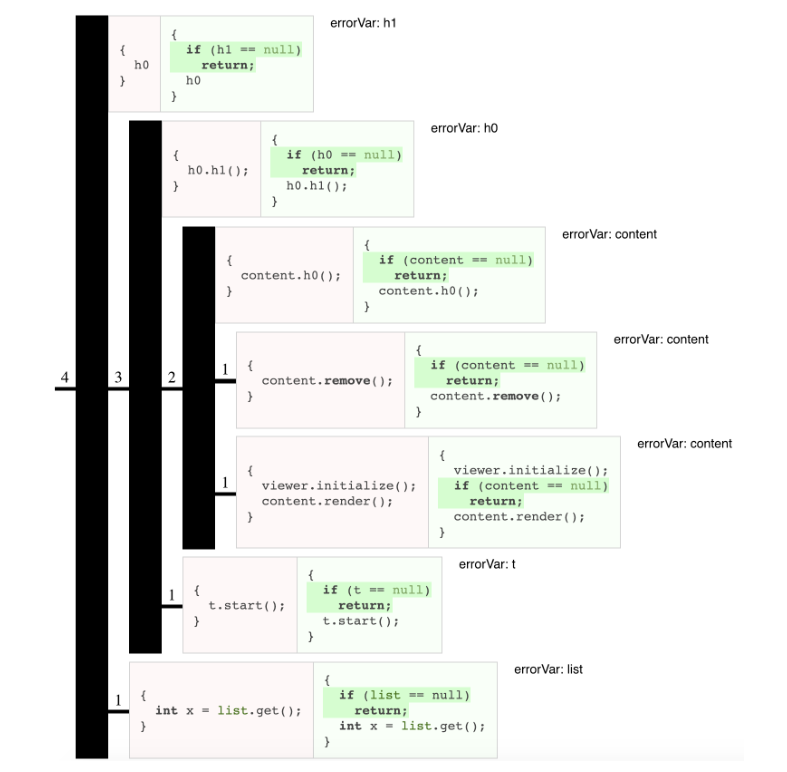 errorVar: h1
{
h0
}
{
if (h1 == null)
return;
h0
}
errorVar: h0
{
h0.h1();
}
{
if (h0 == null)
return;
h0.h1();
}
errorVar: content
{
content.h0();
}
{
if (content == null)
return;
content.h0();
}
errorVar: content
1
{
content.remove();
}
{
if (content == null)
return;
content.remove();
}
4
3
2
errorVar: content
1
{
viewer.initialize();
content.render();
}
{
viewer.initialize();
if (content == null)
return;
content.render();
}
errorVar: t
1
{
t.start();
}
{
if (t == null)
return;
t.start();
}
errorVar: list
1
{
int x = list.get();
}
{
if (list == null)
return;
int x = list.get();
}